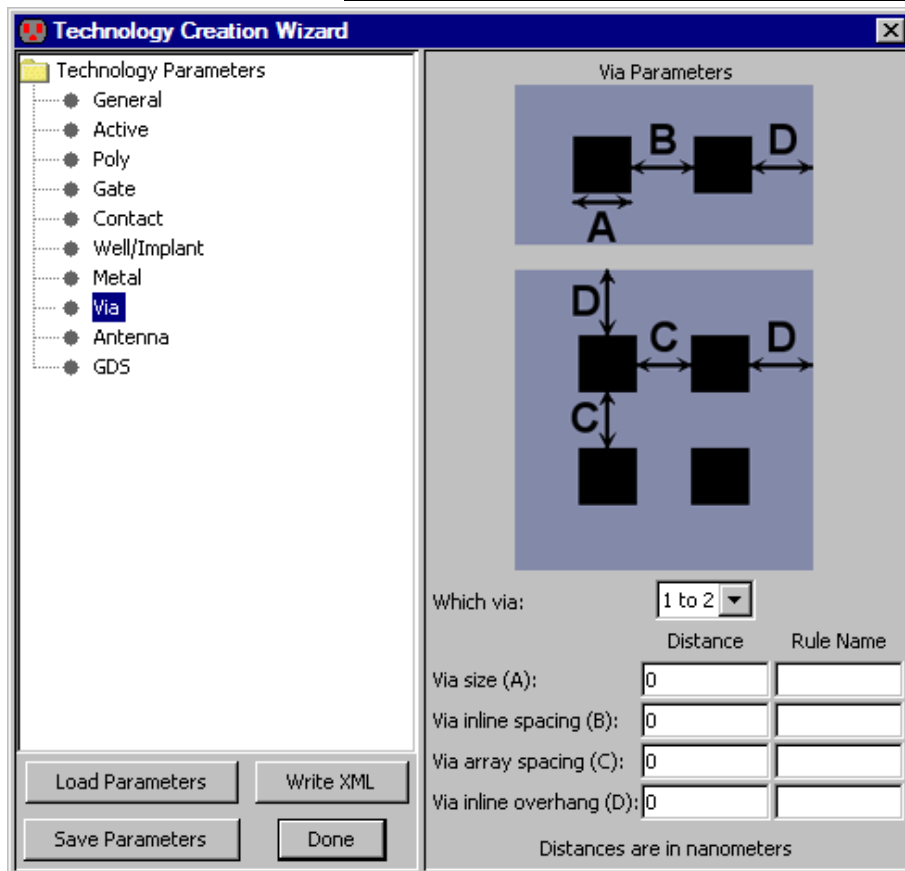 Technology Creation Wizard
Technology Parameters
General
Active
Poly
Gate
Contact
Well/Implant
Metal
Via
Antenna
GDS
Load Parameters
Write XML
Save Parameters
Done
Via Parameters
B
D
A
D
C
D
C
Which via:
1 to 2
Distance
Rule Name
Via size (A):
0
Via inline spacing (B):
0
Via array spacing (C):
0
Via inline overhang (D):
0
Distances are in nanometers